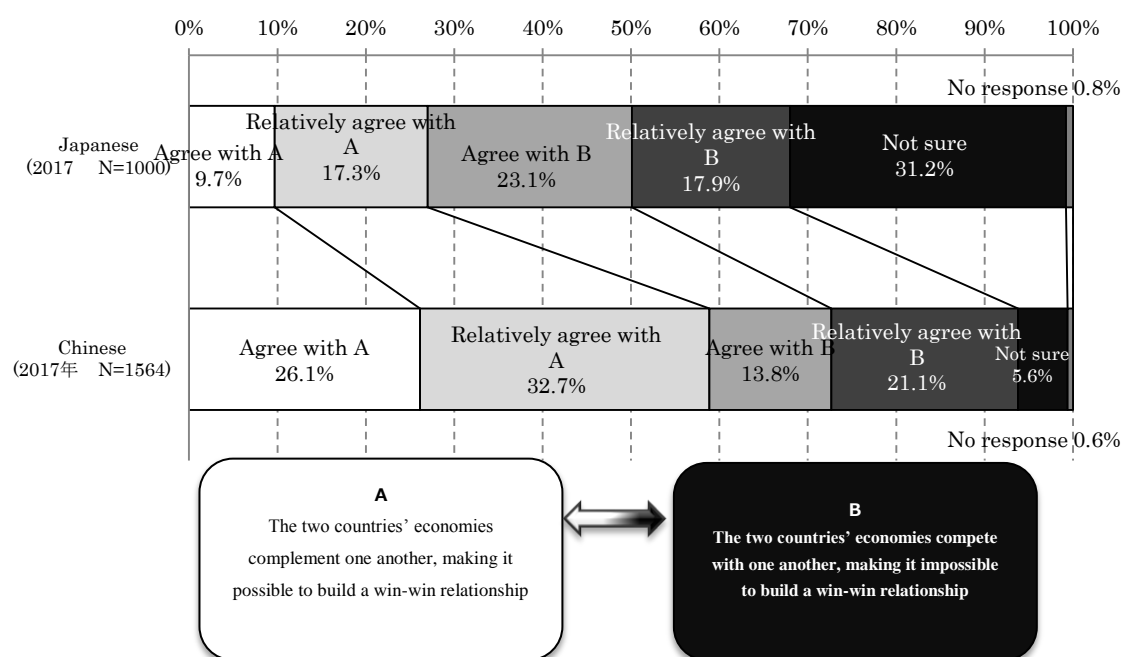 0% 10% 20% 30% 40% 50% 60% 70% 80% 90% 100%
No response 0.8%
Japanese
(2017 N=1000)
Agree with A
9.7%
Relatively agree with
A
17.3%
Agree with B
23.1%
Relatively agree with
B
17.9%
Not sure
31.2%
Chinese
(2017年 N=1564)
Agree with A
26.1%
Relatively agree with
A
32.7%
Agree with B
13.8%
Relatively agree with
B
21.1%
Not sure
5.6%
No response 0.6%
A
The two countries’ economies
complement one another, making it
possible to build a win-win relationship
B
The two countries’ economies compete
with one another, making it impossible
to build a win-win relationship